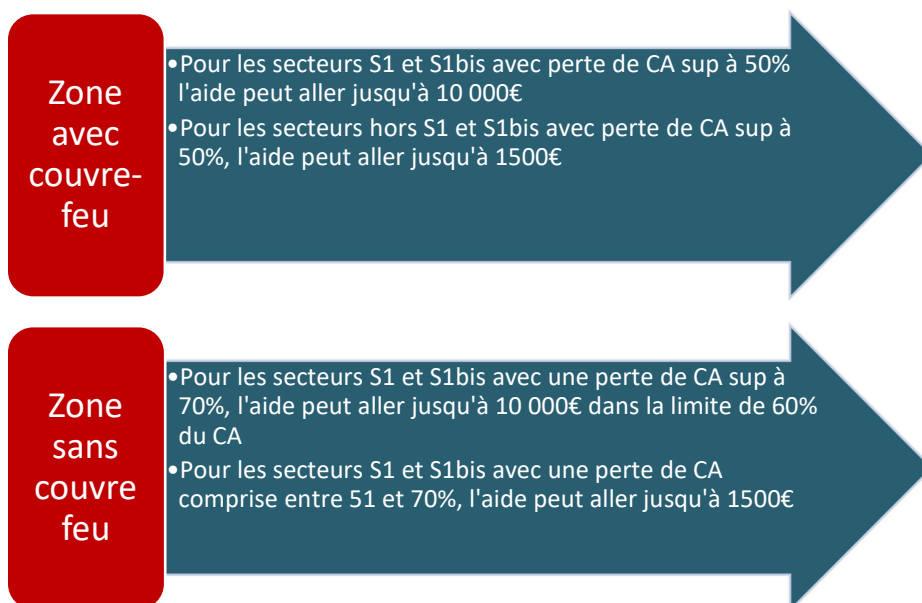 Zone
avec
couvre-
feu
•Pour les secteurs S1 et S1bis avec perte de CA sup à 50%
l'aide peut aller jusqu'à 10 000€
•Pour les secteurs hors S1 et S1bis avec perte de CA sup à
50%, l'aide peut aller jusqu'à 1500€
Zone
sans
couvre
feu
•Pour les secteurs S1 et S1bis avec une perte de CA sup à
70%, l'aide peut aller jusqu'à 10 000€ dans la limite de 60%
du CA
•Pour les secteurs S1 et S1bis avec une perte de CA
comprise entre 51 et 70%, l'aide peut aller jusqu'à 1500€